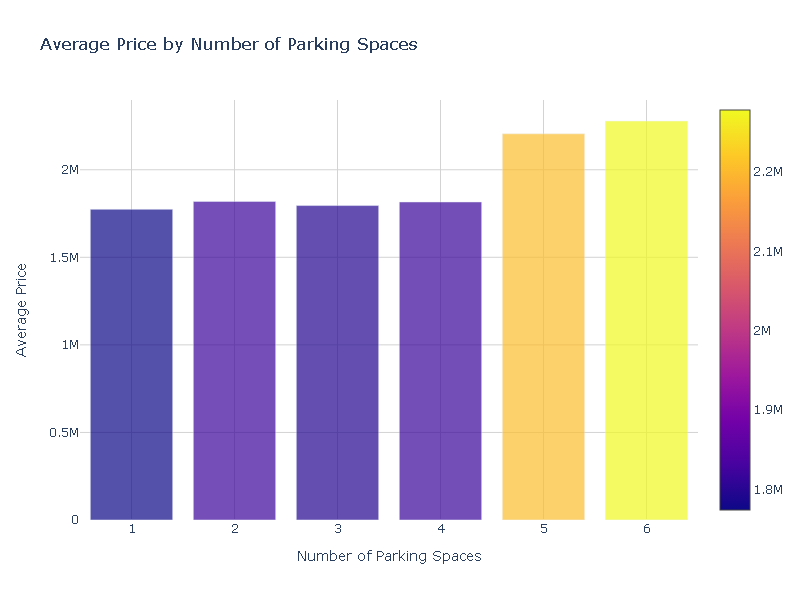 Average Price by Number of Parking Spaces
Average Price
2M
1.5M
1M
0.5M
0
1 2 3 4 5 6
Number of Parking Spaces
2.2M
2.1M
2M
1.9M
1.8M